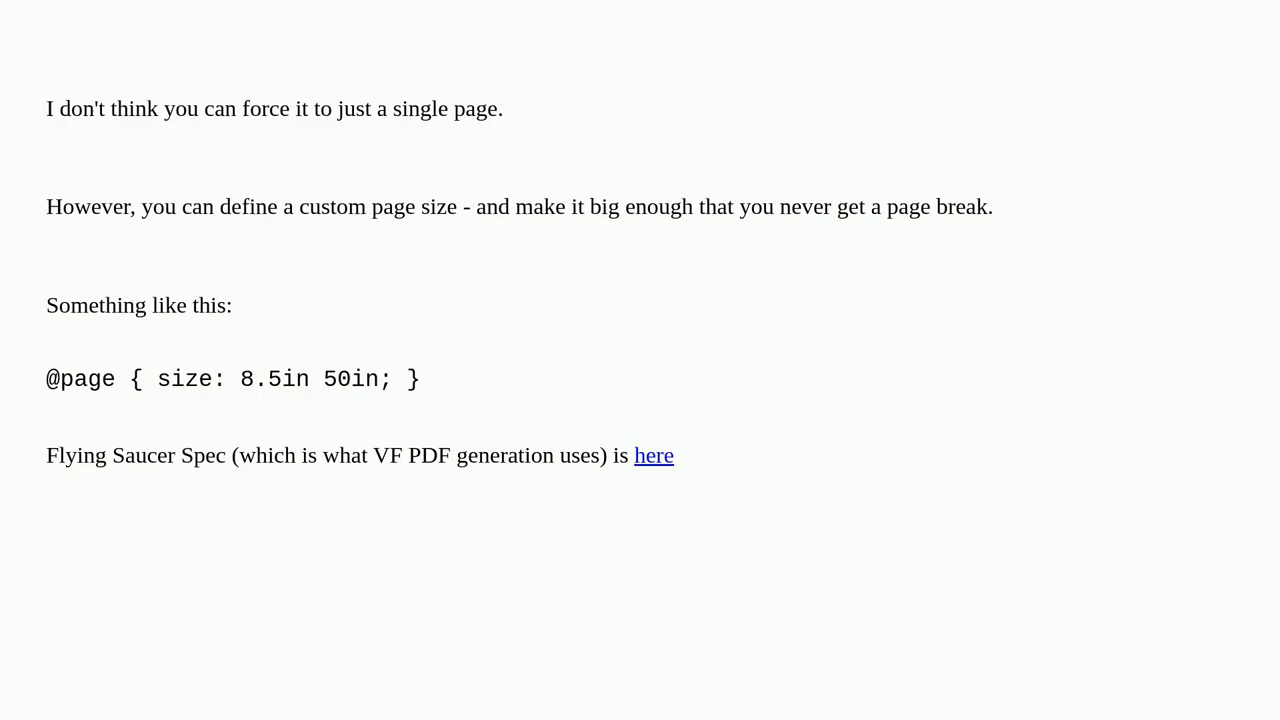 I don't think you can force it to just a single page.
However, you can define a custom page size - and make it big enough that you never get a page break.
Something like this:
@page { size: 8.5in 50in; }
Flying Saucer Spec (which is what VF PDF generation uses) is here